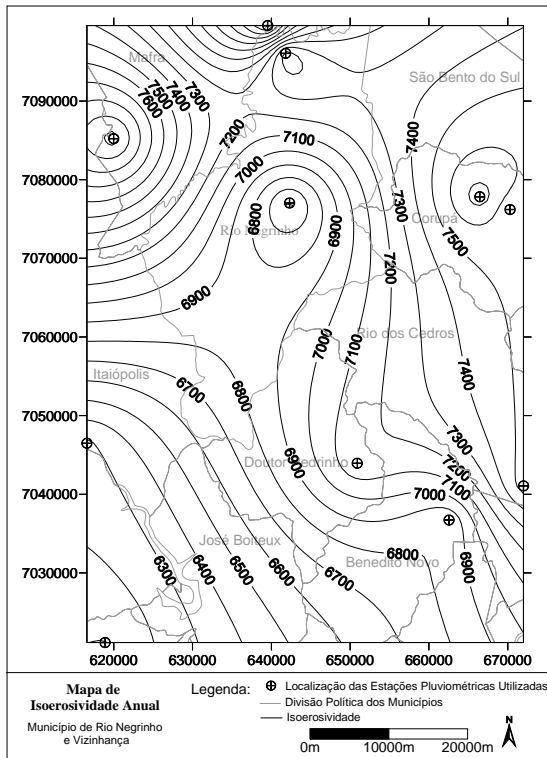 Mafra
São Bento do Sul
7090000
7300
7400
7500
7600
7200
7100
7400
7000
7080000
7300
6800
Corupá
Rio Negrinho
6900
7500
7070000
7200
6900
7060000
Rio dos Cedros
7000
7100
Itaiópolis
6700
6800
7400
7050000
7300
Doutor Pedrinho
6900
7200
7100
7040000
7000
José Boiteux
6800
Benedito Novo
6900
7030000
6300
6400
6500
6600
6700
620000 630000 640000 650000 660000 670000
Mapa de
Isoerosividade Anual
Município de Rio Negrinho
e Vizinhança
Legenda:
Localização das Estações Pluviométricas Utilizadas
Divisão Política dos Municípios
Isoerosividade
0m 10000m 20000m
N